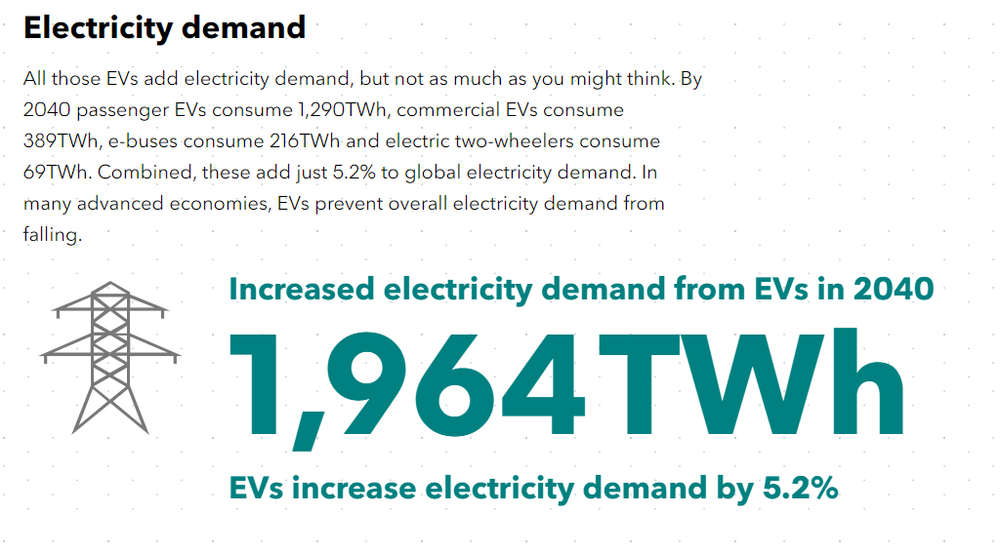 Electricity demand
All those EVs add electricity demand, but not as much as you might think. By
2040 passenger EVs consume 1,290TWh, commercial EVs consume
389TWh, e-buses consume 216TWh and electric two-wheelers consume
69TWh. Combined, these add just 5.2% to global electricity demand. In
many advanced economies, EVs prevent overall electricity demand from
falling.
Increased electricity demand from EVs in 2040
1,964TWh
EVs increase electricity demand by 5.2%